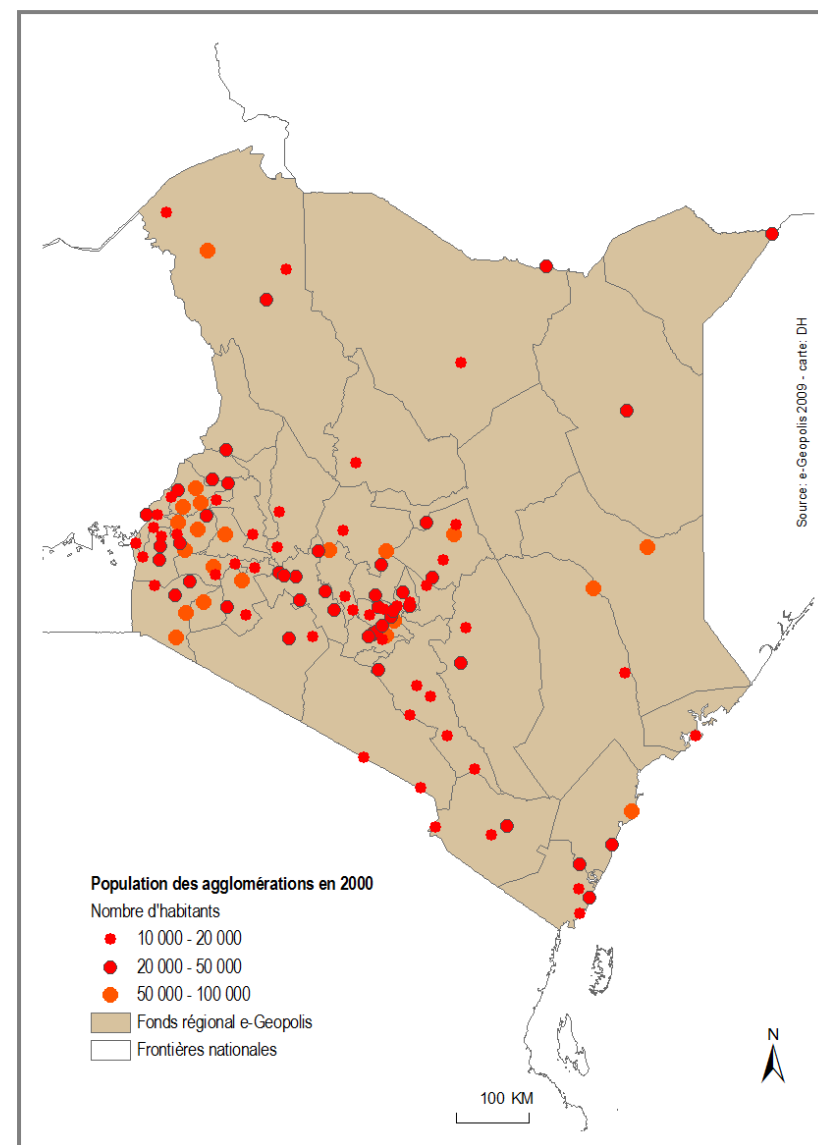 Source: e-Geopolis 2009 - carte: DH
Population des agglomérations en 2000
Nombre d'habitants
10 000 - 20 000
20 000 - 50 000
50 000 - 100 000
Fonds régional e-Geopolis
Frontières nationales
100 KM
N